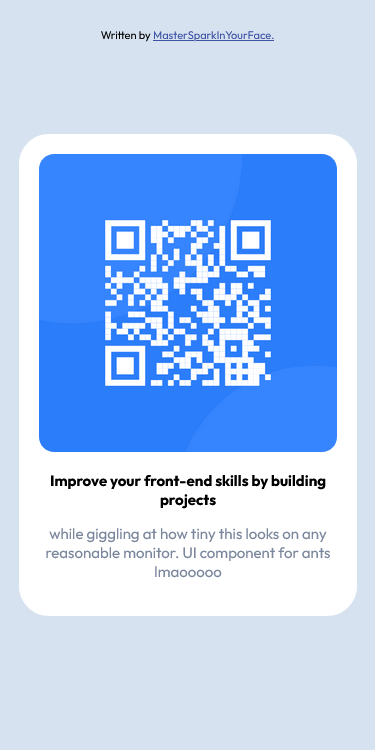 Written by MasterSparkInYourFace.
Improve your front-end skills by building
projects
while giggling at how tiny this looks on any
reasonable monitor. UI component for ants
lmaooooo